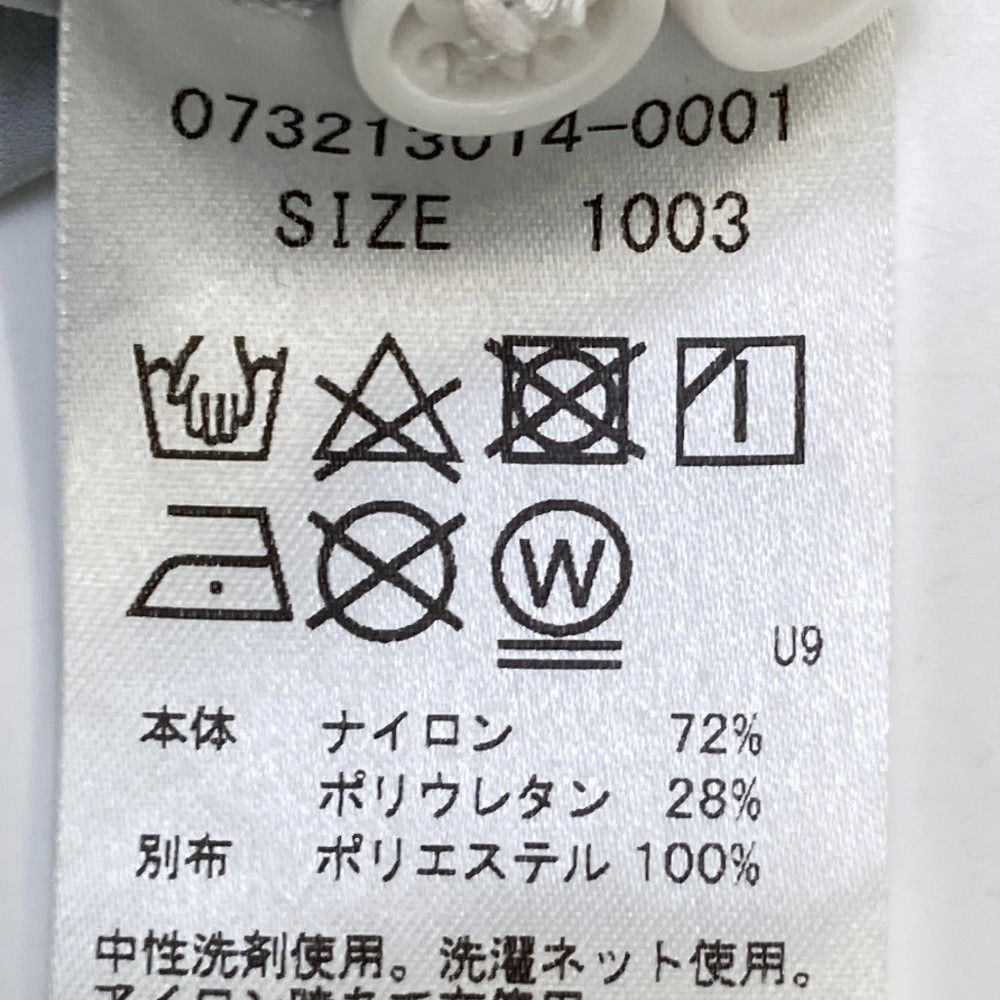 073213014-0001
SIZE 1003
W
U9
本体 ナイロン 72%
ポリウレタン 28%
別布 ポリエステル 100%
中性洗剤使用。洗濯ネット使用。